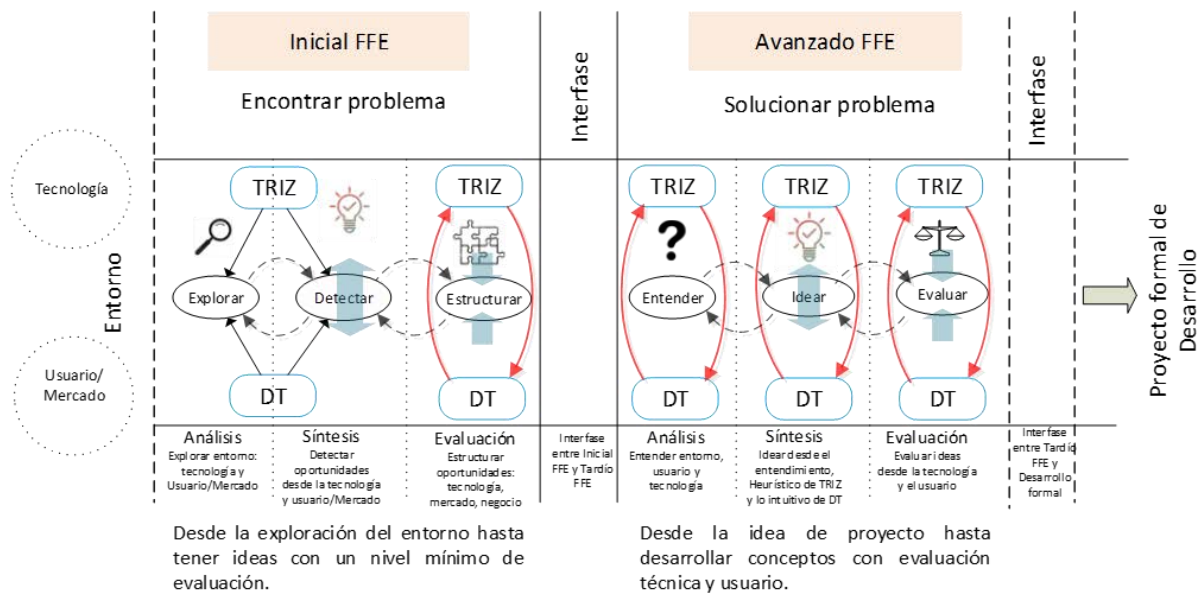 Inicial FFE
Avanzado FFE
Encontrar problema
Solucionar problema
Interfase
Interfase
Tecnología
Entorno
Usuario/
Mercado
TRIZ
TRIZ
TRIZ
TRIZ
TRIZ
?
Explorar
Detectar
Estructurar
Entender
Idear
Evaluar
DT
DT
DT
DT
DT
Proyecto formal de
Desarrollo
Análisis
Explorar entorno:
tecnología y
Usuario/Mercado
Síntesis
Detectar
oportunidades
desde la tecnología
y usuario/Mercado
Evaluación
Estructurar
oportunidades:
tecnología,
mercado, negocio
Interfase
entre Inicial
FFE y Tardío
FFE
Análisis
Entender entorno,
usuario y
tecnología
Síntesis
Idear desde el
entendimiento,
Heurístico de TRIZ
y lo intuitivo de DT
Evaluación
Evaluar ideas
desde la tecnología
y el usuario
Interfase
entre Tardío
FFE y
Desarrollo
formal
Desde la exploración del entorno hasta
tener ideas con un nivel mínimo de
evaluación.
Desde la idea de proyecto hasta
desarrollar conceptos con evaluación
técnica y usuario.